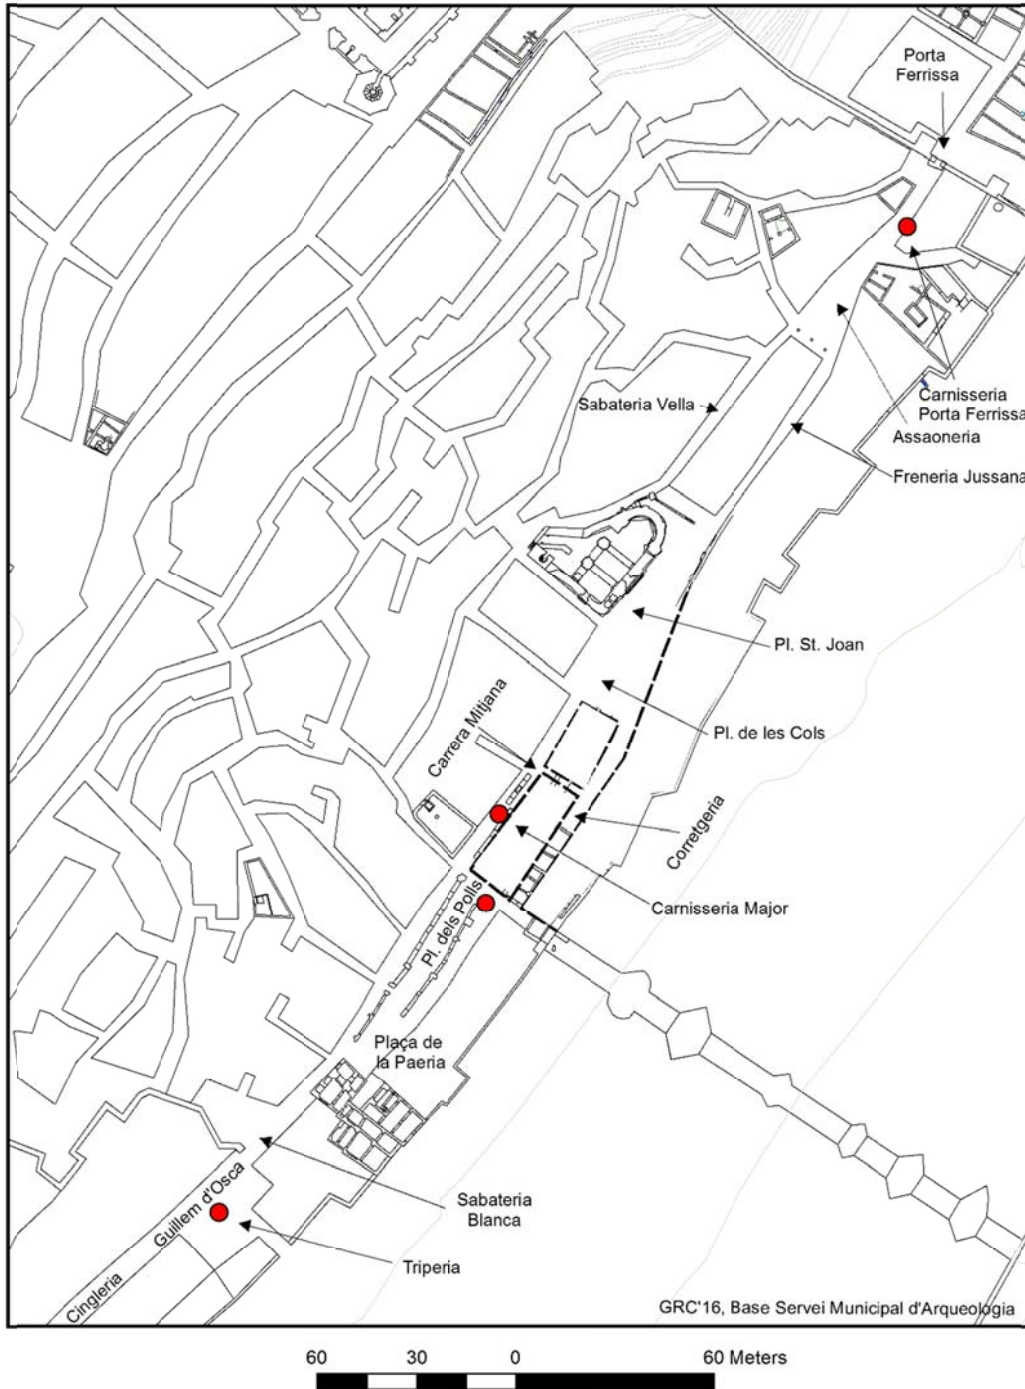 Porta
Ferrissa
Carnisseria
Porta Ferrissa
Sabateria Vella
Assaoneria
Freneria Jussana
Pl. St. Joan
Carrera Mitjana
Pl. de les Cols
Corretgeria
Carnisseria Major
Pl. dels Polls
Plaça de
la Paeria
Guillem d'Osca
Sabateria
Blanca
Triperia
Cingleria
GRC'16, Base Servei Municipal d'Arqueologia
60 30 0 60 Meters